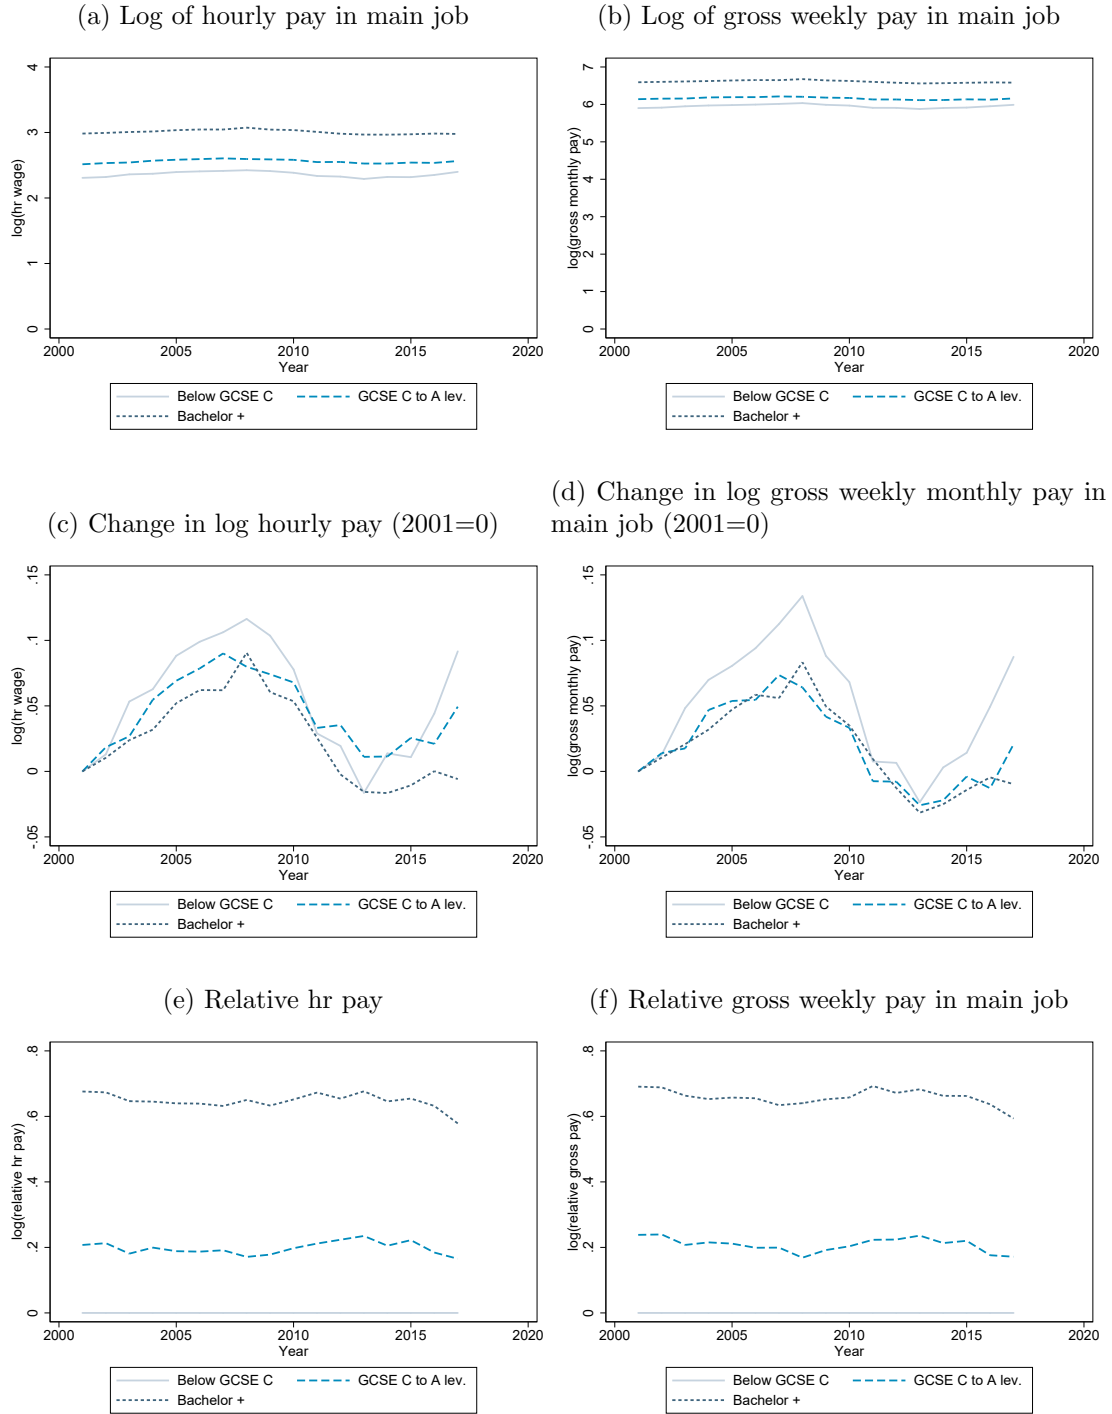 (a) Log of hourly pay in main job
log(hr wage)
4
3
2
1
0
2000 2005 2010 2015 2020
Year
Below GCSE C GCSE C to A lev.
Bachelor +
(b) Log of gross weekly pay in main job
log(gross monthly pay)
7
6
5
4
3
2
1
0
2000 2005 2010 2015 2020
Year
Below GCSE C GCSE C to A lev.
Bachelor +
(c) Change in log hourly pay (2001=0)
log(hr wage)
.15
.1
.05
0
-.05
2000 2005 2010 2015 2020
Year
Below GCSE C GCSE C to A lev.
Bachelor +
(d) Change in log gross weekly monthly pay in
main job (2001=0)
log(gross monthly pay)
.15
.1
.05
0
-.05
2000 2005 2010 2015 2020
Year
Below GCSE C GCSE C to A lev.
Bachelor +
(e) Relative hr pay
log(relative hr pay)
.8
.6
.4
.2
0
2000 2005 2010 2015 2020
Year
Below GCSE C GCSE C to A lev.
Bachelor +
(f) Relative gross weekly pay in main job
log(relative gross pay)
.8
.6
.4
.2
0
2000 2005 2010 2015 2020
Year
Below GCSE C GCSE C to A lev.
Bachelor +